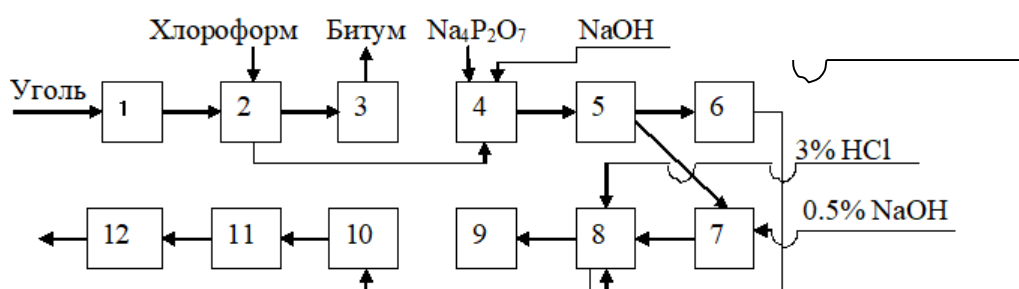 Хлороформ Битум Na₄P₂O₇ NaOH
Уголь 1 2 3 4 5 6
3% HCl
12 11 10 9 8 7 0.5% NaOH